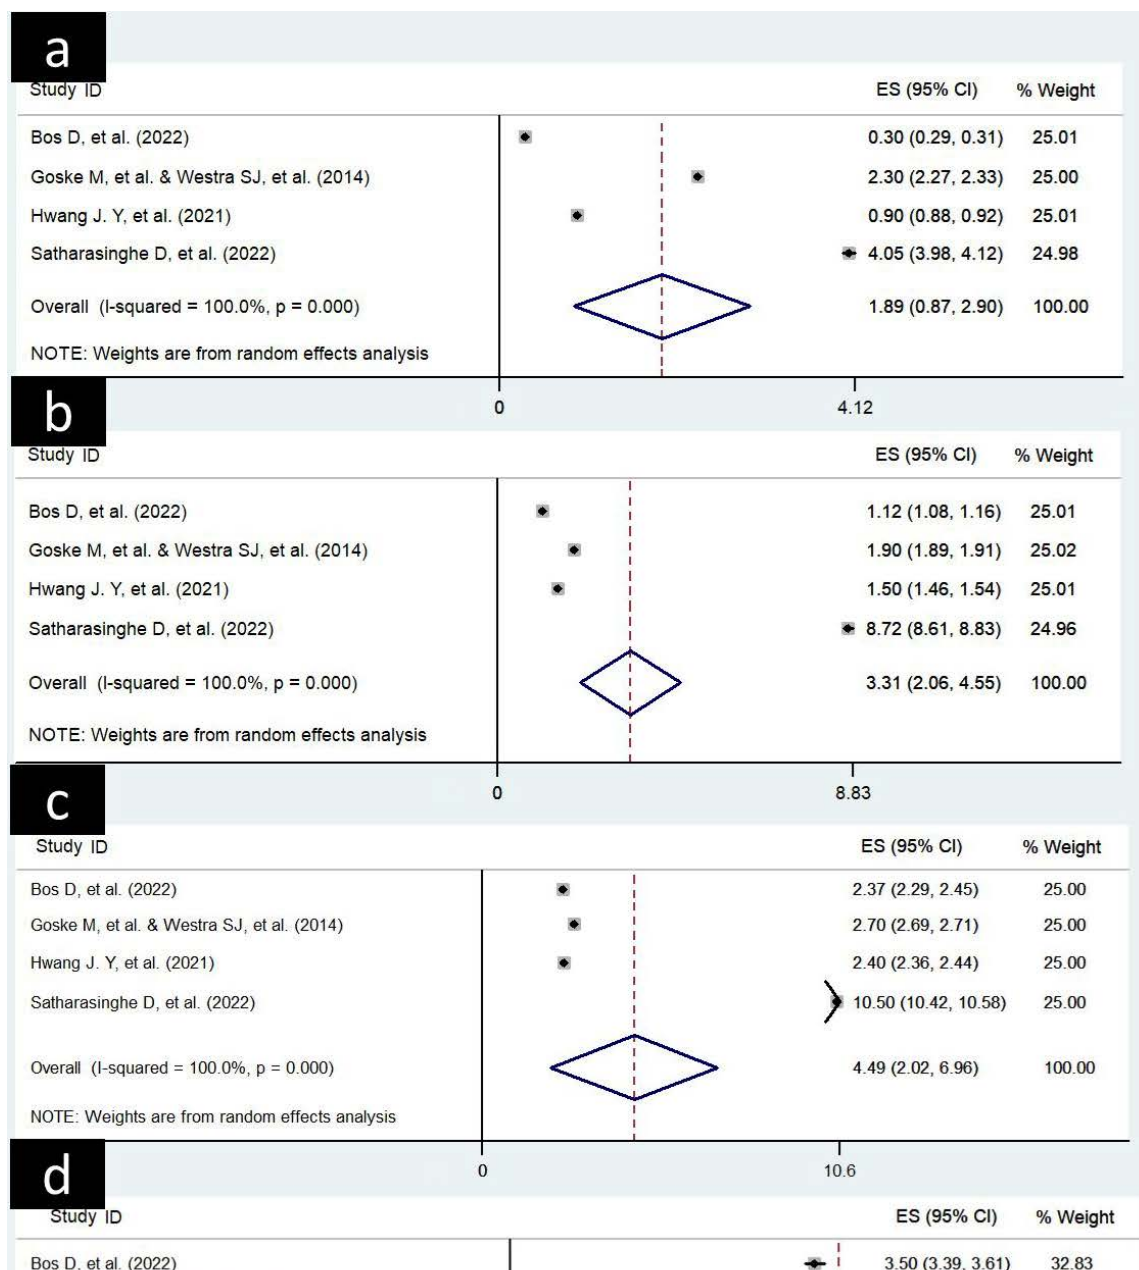 a
Study ID ES (95% CI) % Weight
Bos D, et al. (2022) 0.30 (0.29, 0.31) 25.01
Goske M, et al. & Westra SJ, et al. (2014) 2.30 (2.27, 2.33) 25.00
Hwang J. Y, et al. (2021) 0.90 (0.88, 0.92) 25.01
Satharasinghe D, et al. (2022) 4.05 (3.98, 4.12) 24.98
Overall (I-squared = 100.0%, p = 0.000) 1.89 (0.87, 2.90) 100.00
NOTE: Weights are from random effects analysis
0 4.12
b
Study ID ES (95% CI) % Weight
Bos D, et al. (2022) 1.12 (1.08, 1.16) 25.01
Goske M, et al. & Westra SJ, et al. (2014) 1.90 (1.89, 1.91) 25.02
Hwang J. Y, et al. (2021) 1.50 (1.46, 1.54) 25.01
Satharasinghe D, et al. (2022) 8.72 (8.61, 8.83) 24.96
Overall (I-squared = 100.0%, p = 0.000) 3.31 (2.06, 4.55) 100.00
NOTE: Weights are from random effects analysis
0 8.83
c
Study ID ES (95% CI) % Weight
Bos D, et al. (2022) 2.37 (2.29, 2.45) 25.00
Goske M, et al. & Westra SJ, et al. (2014) 2.70 (2.69, 2.71) 25.00
Hwang J. Y, et al. (2021) 2.40 (2.36, 2.44) 25.00
Satharasinghe D, et al. (2022) 10.50 (10.42, 10.58) 25.00
Overall (I-squared = 100.0%, p = 0.000) 4.49 (2.02, 6.96) 100.00
NOTE: Weights are from random effects analysis
0 10.6
d
Study ID ES (95% CI) % Weight
Bos D, et al. (2022) 3.50 (3.39, 3.61) 32.83